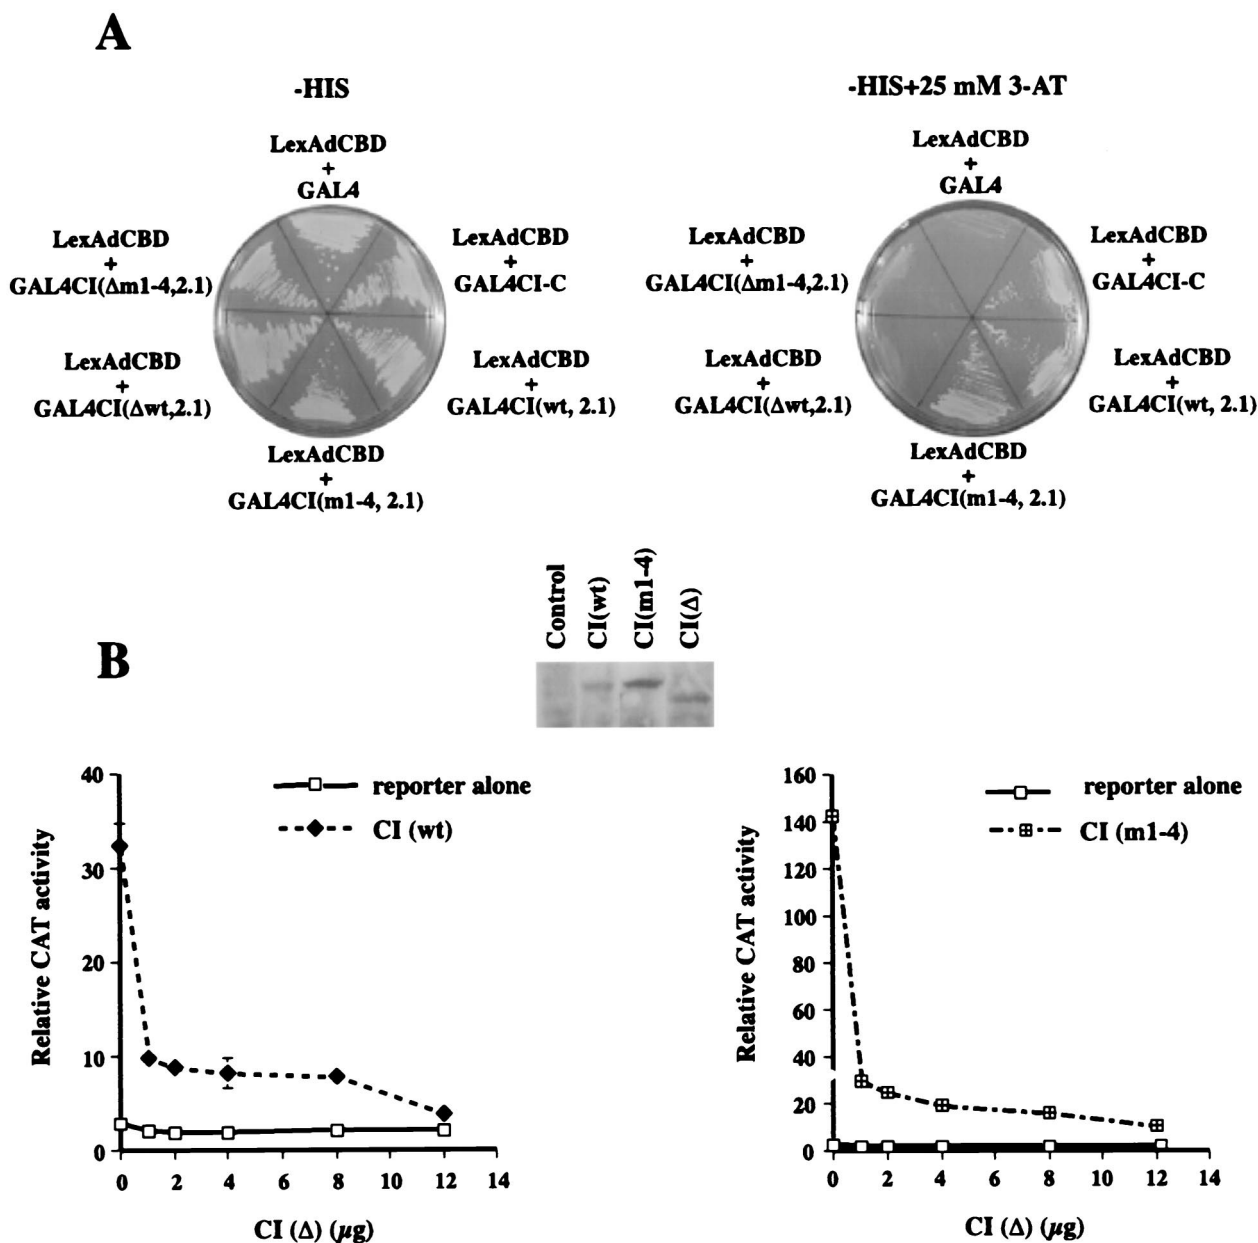 A
-HIS
LexAdCBD
+
GAL4
LexAdCBD
+
GAL4CI(Δm1-4,2.1)
LexAdCBD
+
GAL4CI-C
LexAdCBD
+
GAL4CI(Δwt,2.1)
LexAdCBD
+
GAL4CI(wt, 2.1)
LexAdCBD
+
GAL4CI(m1-4, 2.1)
-HIS+25 mM 3-AT
LexAdCBD
+
GAL4
LexAdCBD
+
GAL4CI(Δm1-4,2.1)
LexAdCBD
+
GAL4CI-C
LexAdCBD
+
GAL4CI(Δwt,2.1)
LexAdCBD
+
GAL4CI(wt, 2.1)
LexAdCBD
+
GAL4CI(m1-4, 2.1)
B
Control
CI(wt)
CI(m1-4)
CI(Δ)
reporter alone
CI (wt)
Relative CAT activity
40
30
20
10
0
0 2 4 6 8 10 12 14
CI (Δ) (μg)
reporter alone
CI (m1-4)
Relative CAT activity
160
140
120
100
80
60
40
20
0
0 2 4 6 8 10 12 14
CI (Δ) (μg)